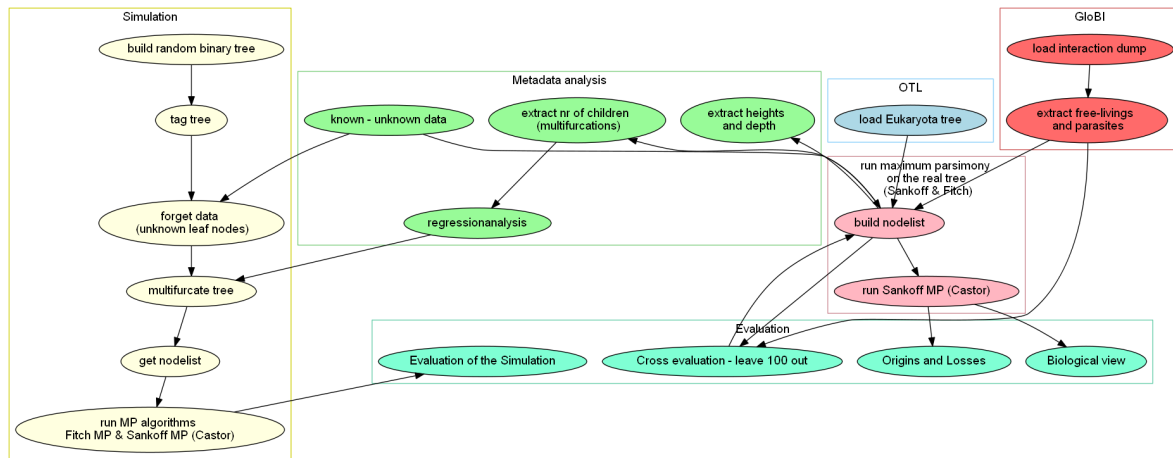 Simulation
build random binary tree
tag tree
forget data
(unknown leaf nodes)
multifurcate tree
get nodelist
run MP algorithms
Fitch MP & Sankoff MP (Castor)
Metadata analysis
known - unknown data
extract nr of children
(multifurcations)
extract heights
and depth
regressionanalysis
OTL
load Eukaryota tree
GloBI
load interaction dump
extract free-livings
and parasites
run maximum parsimony
on the real tree
(Sankoff & Fitch)
build nodelist
run Sankoff MP (Castor)
Evaluation
Evaluation of the Simulation
Cross evaluation - leave 100 out
Origins and Losses
Biological view